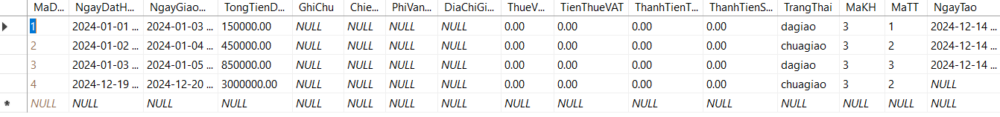 MaD... NgayDatH... NgayGiao... TongTienD... GhiChu Chie... PhiVan... DiaChiGi... ThueV... TienThueVAT ThanhTienT... ThanhTienS... TrangThai MaKH MaTT NgayTao
1 2024-01-01 ... 2024-01-03 ... 150000.00 NULL NULL NULL NULL 0.00 0.00 0.00 0.00 dagiao 3 1 2024-12-14 ...
2 2024-01-02 ... 2024-01-04 ... 450000.00 NULL NULL NULL NULL 0.00 0.00 0.00 0.00 chuagiao 3 2 2024-12-14 ...
3 2024-01-03 ... 2024-01-05 ... 850000.00 NULL NULL NULL NULL 0.00 0.00 0.00 0.00 dagiao 3 3 2024-12-14 ...
4 2024-12-19 ... 2024-12-20 ... 3000000.00 NULL NULL NULL NULL 0.00 0.00 0.00 0.00 chuagiao 3 2 NULL
NULL NULL NULL NULL NULL NULL NULL NULL NULL NULL NULL NULL NULL NULL NULL NULL